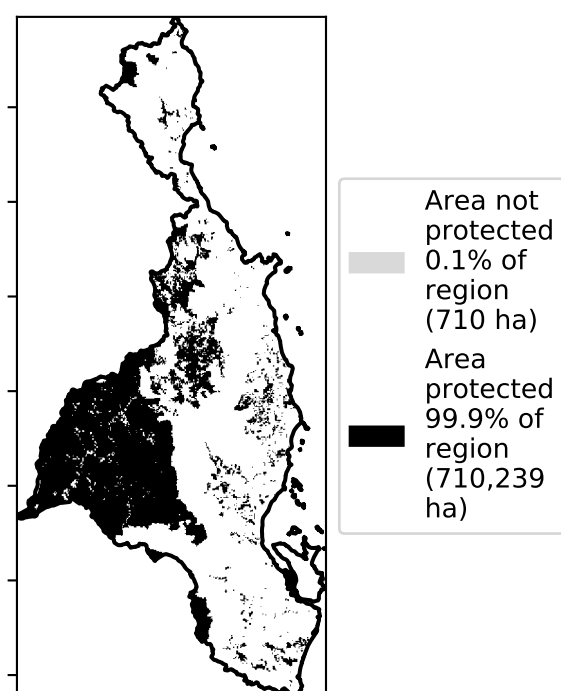 Area not
protected
0.1% of
region
(710 ha)
Area
protected
99.9% of
region
(710,239
ha)